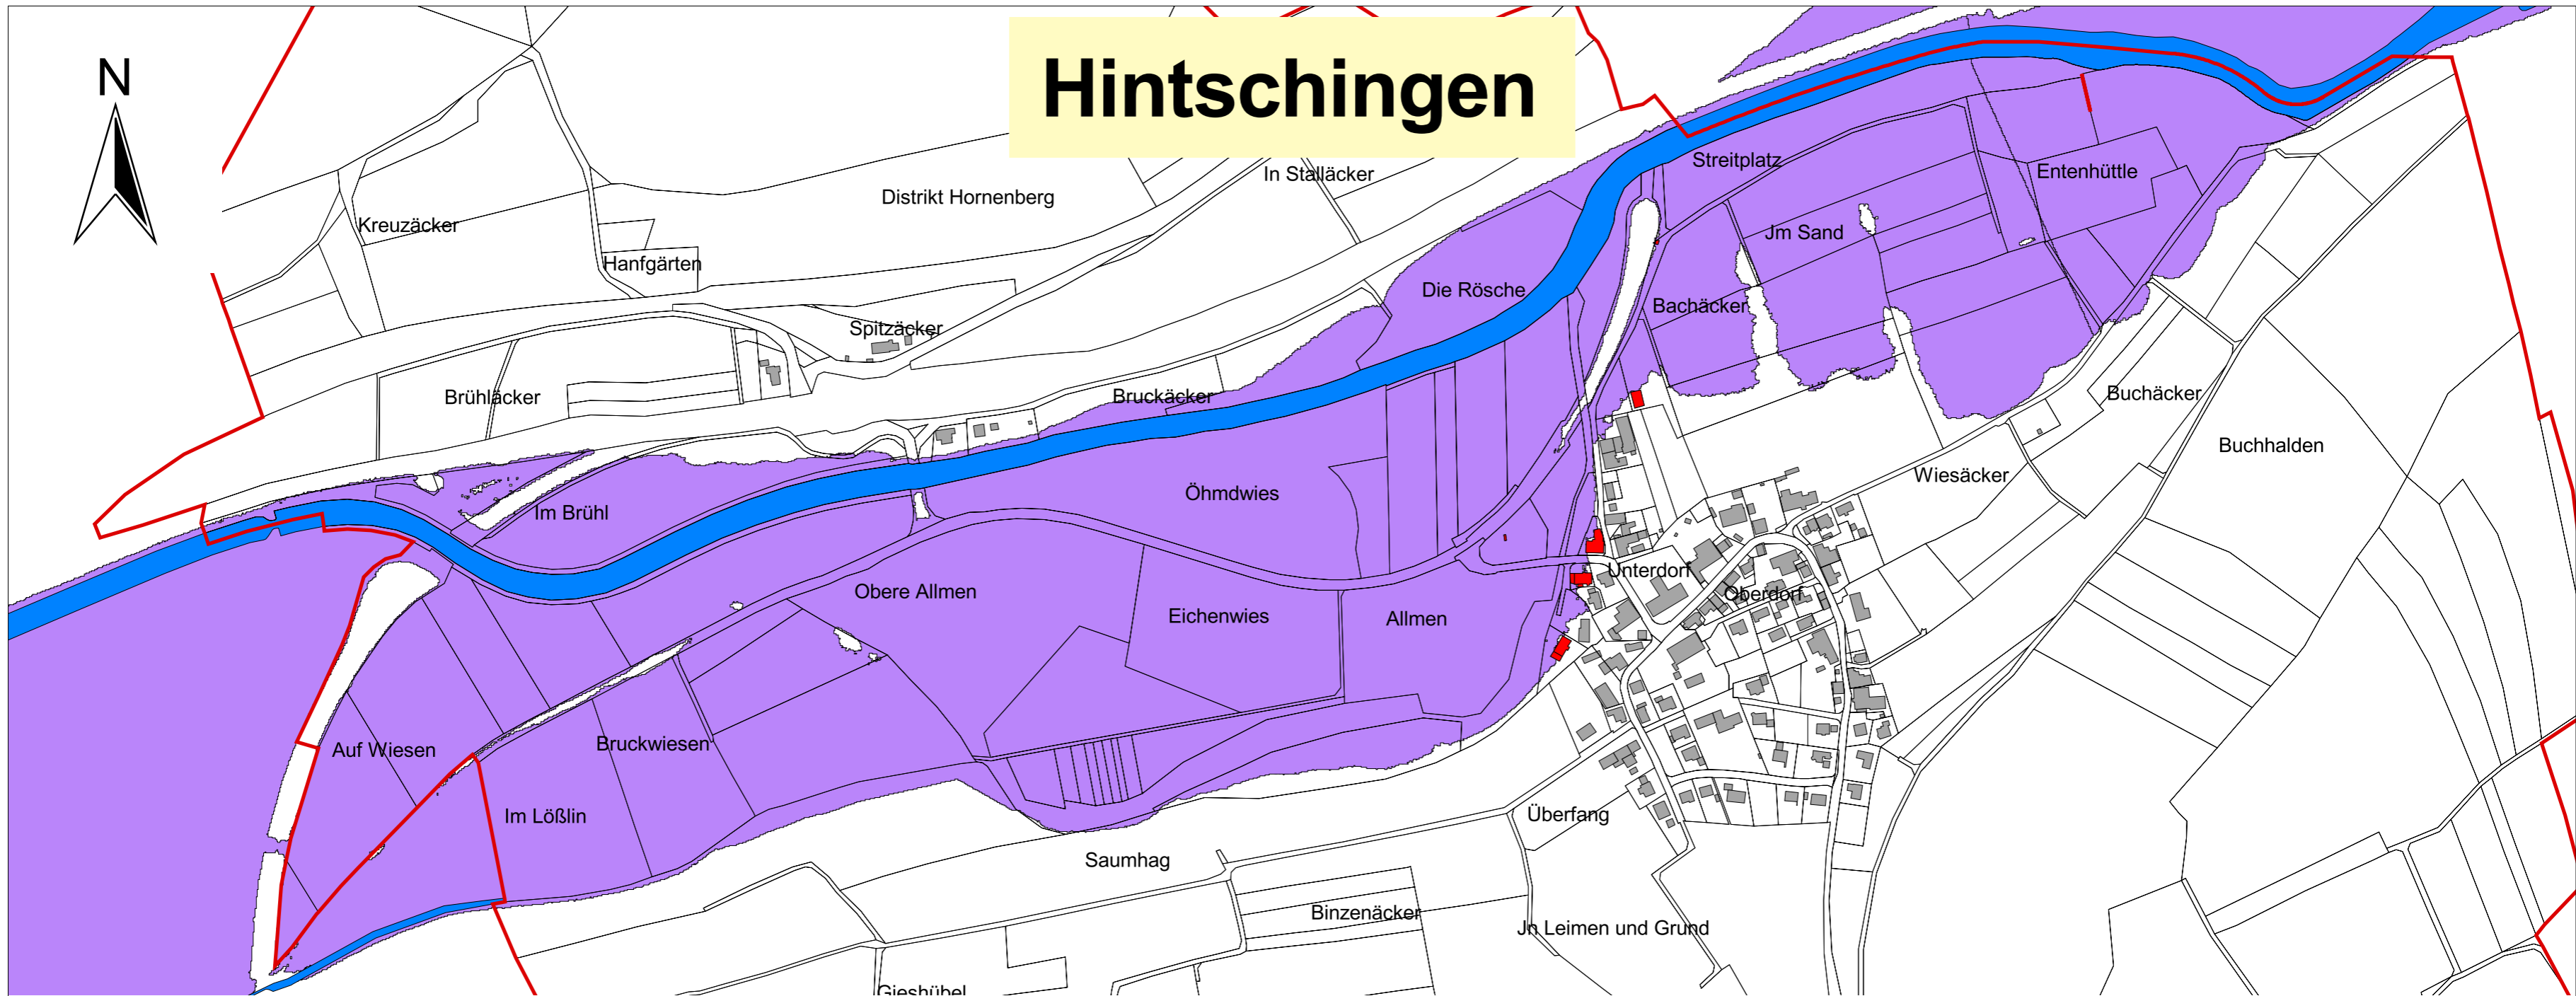 Hintschingen
N
Streitplatz
In Stalläcker
Entenhüttle
Distrikt Hornenberg
Kreuzäcker
Jm Sand
Hanfgärten
Die Rösche
Bachäcker
Spitzäcker
Brühläcker
Bruckäcker
Buchäcker
Buchhalden
Wiesäcker
Öhmdwies
Im Brühl
Unterdorf
Obere Allmen
Oberdorf
Eichenwies
Allmen
Auf Wiesen
Bruckwiesen
Im Lößlin
Überfang
Saumhag
Binzenäcker
Jn Leimen und Grund
Gieshübel